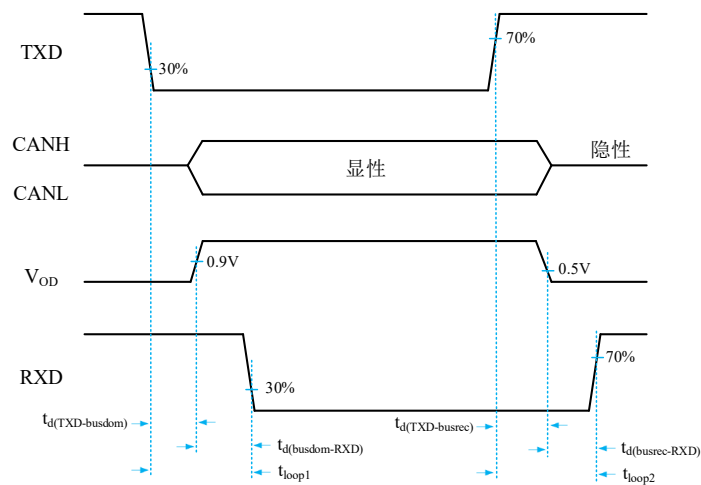 TXD
30%
70%
CANH
显性
隐性
CANL
0.9V
V_OD
0.5V
RXD
30%
70%
t_d(TXD-busdom)
t_d(TXD-busrec)
t_d(busdom-RXD)
t_d(busrec-RXD)
t_loop1
t_loop2